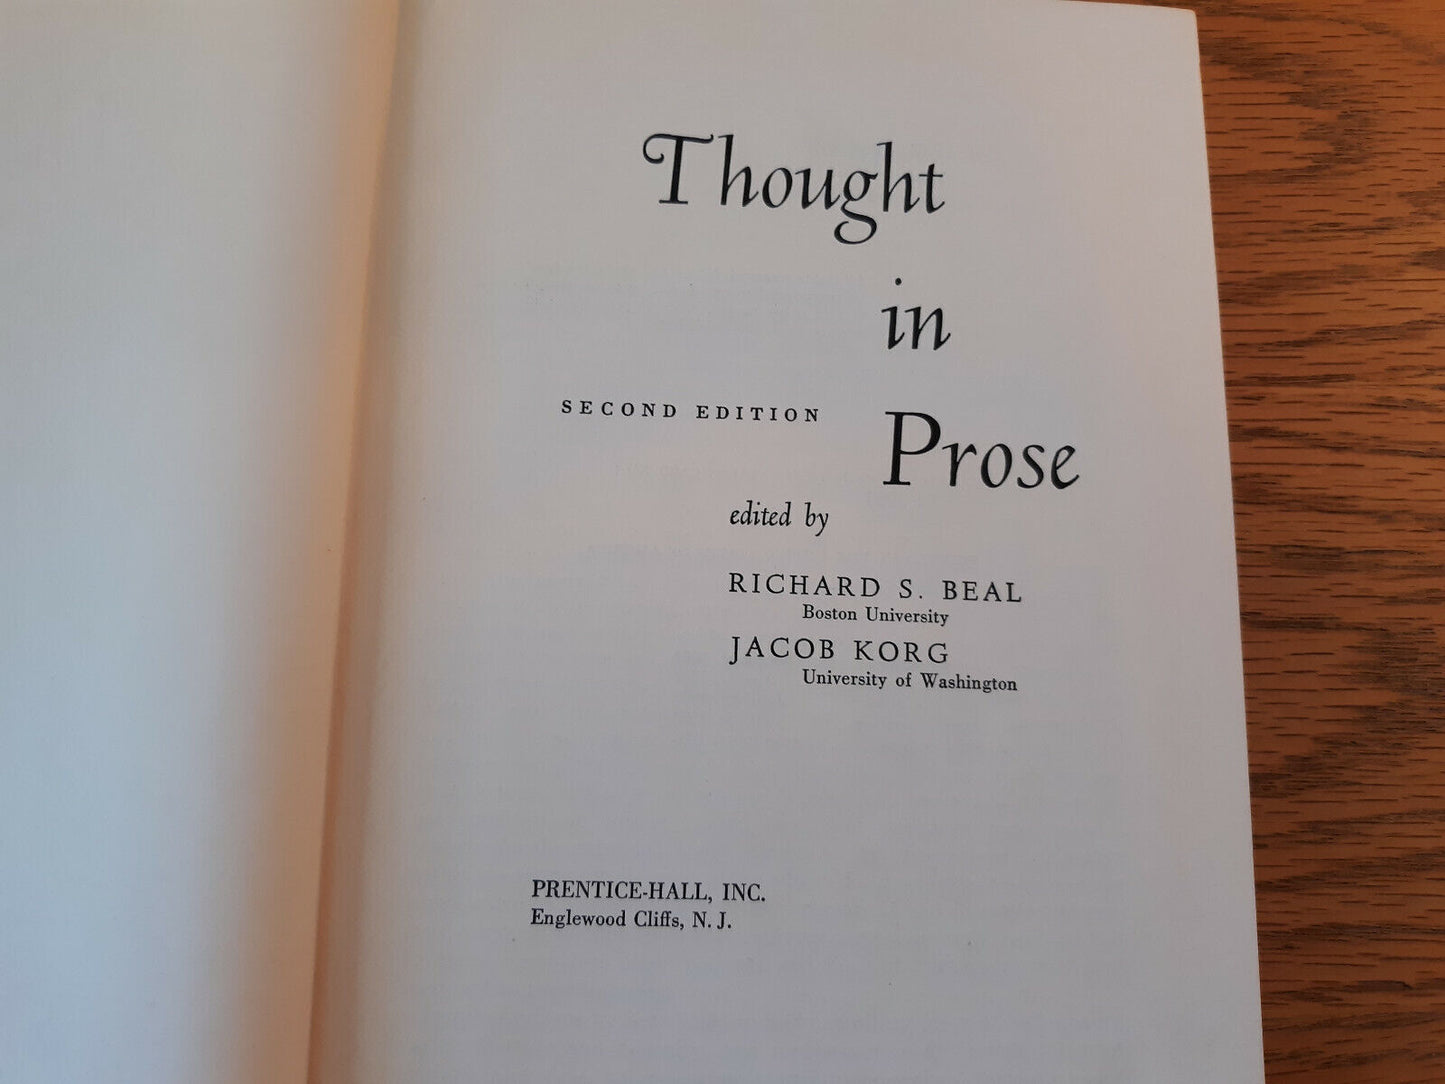 Thought
in
SECOND EDITION
Prose
edited by
RICHARD S. BEAL
Boston University
JACOB KORG
University of Washington
PRENTICE-HALL, INC.
Englewood Cliffs, N. J.